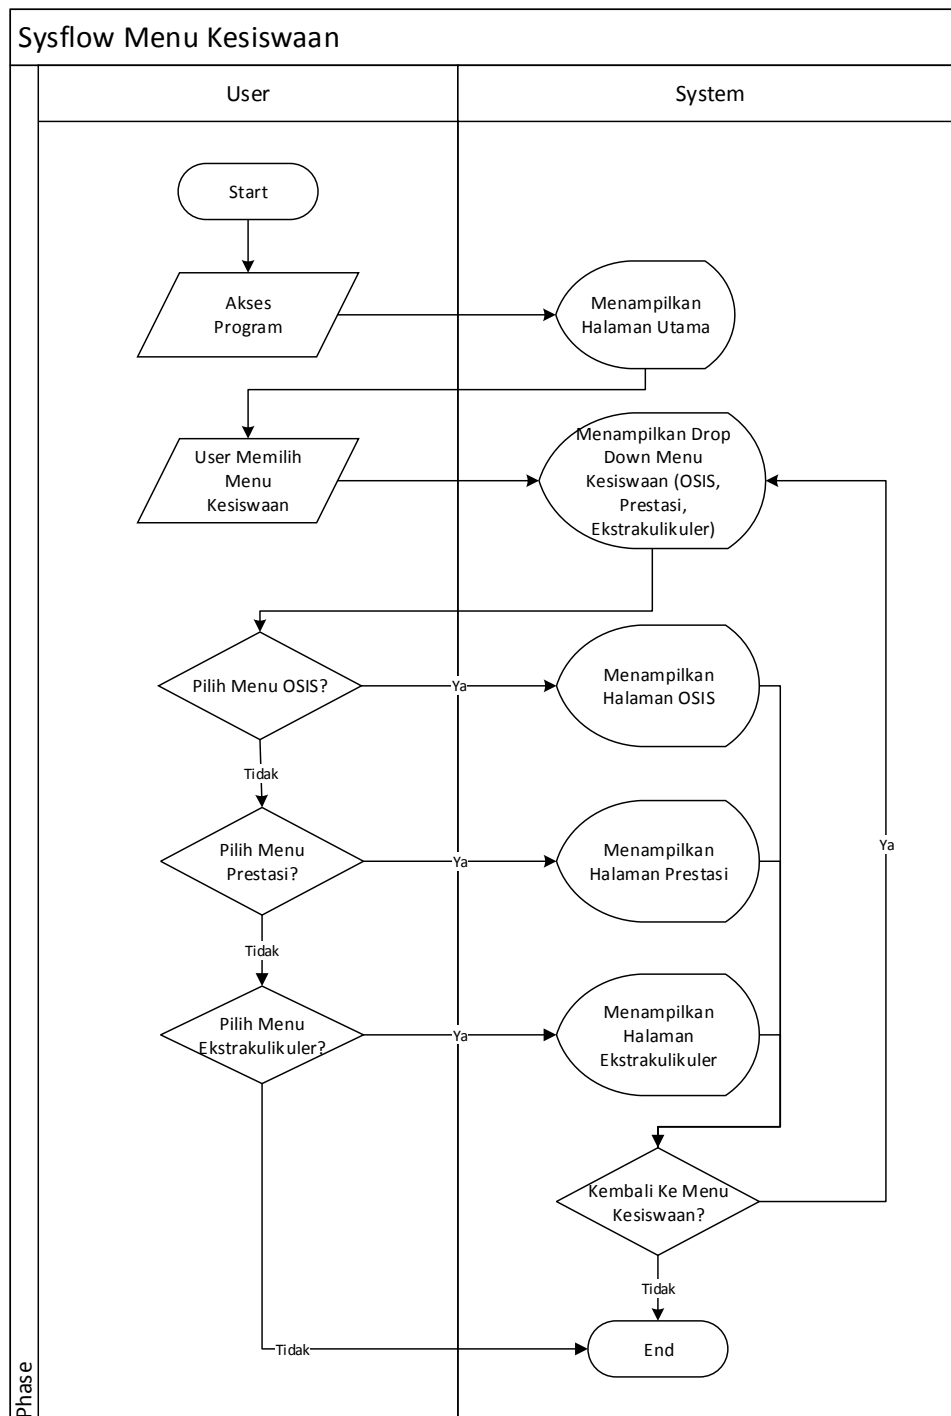 Sysflow Menu Kesiswaan
User
System
Start
Akses
Program
Menampilkan
Halaman Utama
User Memilih
Menu
Kesiswaan
Menampilkan Drop
Down Menu
Kesiswaan (OSIS,
Prestasi,
Ekstrakulikuler)
Pilih Menu OSIS?
Ya
Menampilkan
Halaman OSIS
Tidak
Pilih Menu
Prestasi?
Ya
Menampilkan
Halaman Prestasi
Ya
Tidak
Pilih Menu
Ekstrakulikuler?
Ya
Menampilkan
Halaman
Ekstrakulikuler
Kembali Ke Menu
Kesiswaan?
Tidak
Tidak
End
Phase